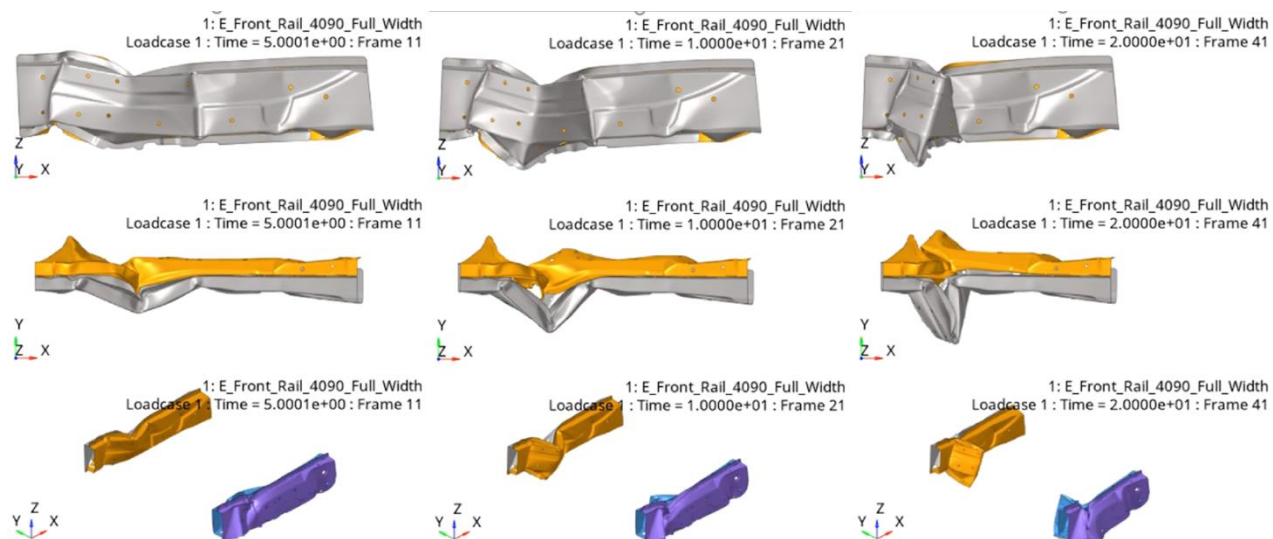 1: E_Front_Rail_4090_Full_Width
Loadcase 1 : Time = 5.0001e+00 : Frame 11
Z
Y X
1: E_Front_Rail_4090_Full_Width
Loadcase 1 : Time = 1.0000e+01 : Frame 21
Z
Y X
1: E_Front_Rail_4090_Full_Width
Loadcase 1 : Time = 2.0000e+01 : Frame 41
Z
Y X
1: E_Front_Rail_4090_Full_Width
Loadcase 1 : Time = 5.0001e+00 : Frame 11
Y
Z X
1: E_Front_Rail_4090_Full_Width
Loadcase 1 : Time = 1.0000e+01 : Frame 21
Y
Z X
1: E_Front_Rail_4090_Full_Width
Loadcase 1 : Time = 2.0000e+01 : Frame 41
Y
Z X
1: E_Front_Rail_4090_Full_Width
Loadcase 1 : Time = 5.0001e+00 : Frame 11
Z
Y X
1: E_Front_Rail_4090_Full_Width
Loadcase 1 : Time = 1.0000e+01 : Frame 21
Z
Y X
1: E_Front_Rail_4090_Full_Width
Loadcase 1 : Time = 2.0000e+01 : Frame 41
Z
Y X